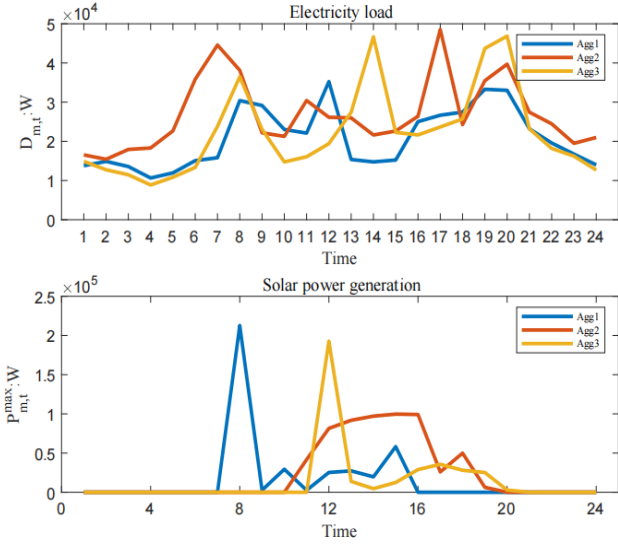 Electricity load
×10⁴
5
4
3
2
1
0
D_{m,t}:W
Agg1
Agg2
Agg3
1 2 3 4 5 6 7 8 9 10 11 12 13 14 15 16 17 18 19 20 21 22 23 24
Time
Solar power generation
×10⁵
2.5
2
1.5
1
0.5
0
P^{max}_{m,t}:W
Agg1
Agg2
Agg3
0 4 8 12 16 20 24
Time